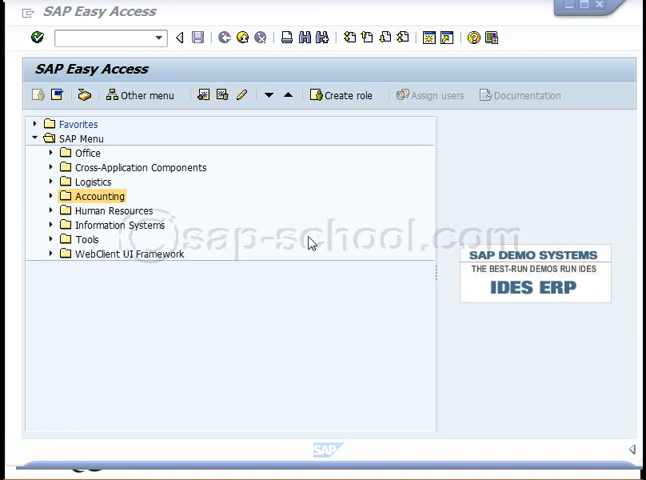 SAP Easy Access
SAP Easy Access
Other menu
Create role
Assign users
Documentation
Favorites
SAP Menu
Office
Cross-Application Components
Logistics
Accounting
Human Resources
Information Systems
Tools
WebClient UI Framework
©sap-school.com
SAP DEMO SYSTEMS
THE BEST-RUN DEMOS RUN IDES
IDES ERP
SAP